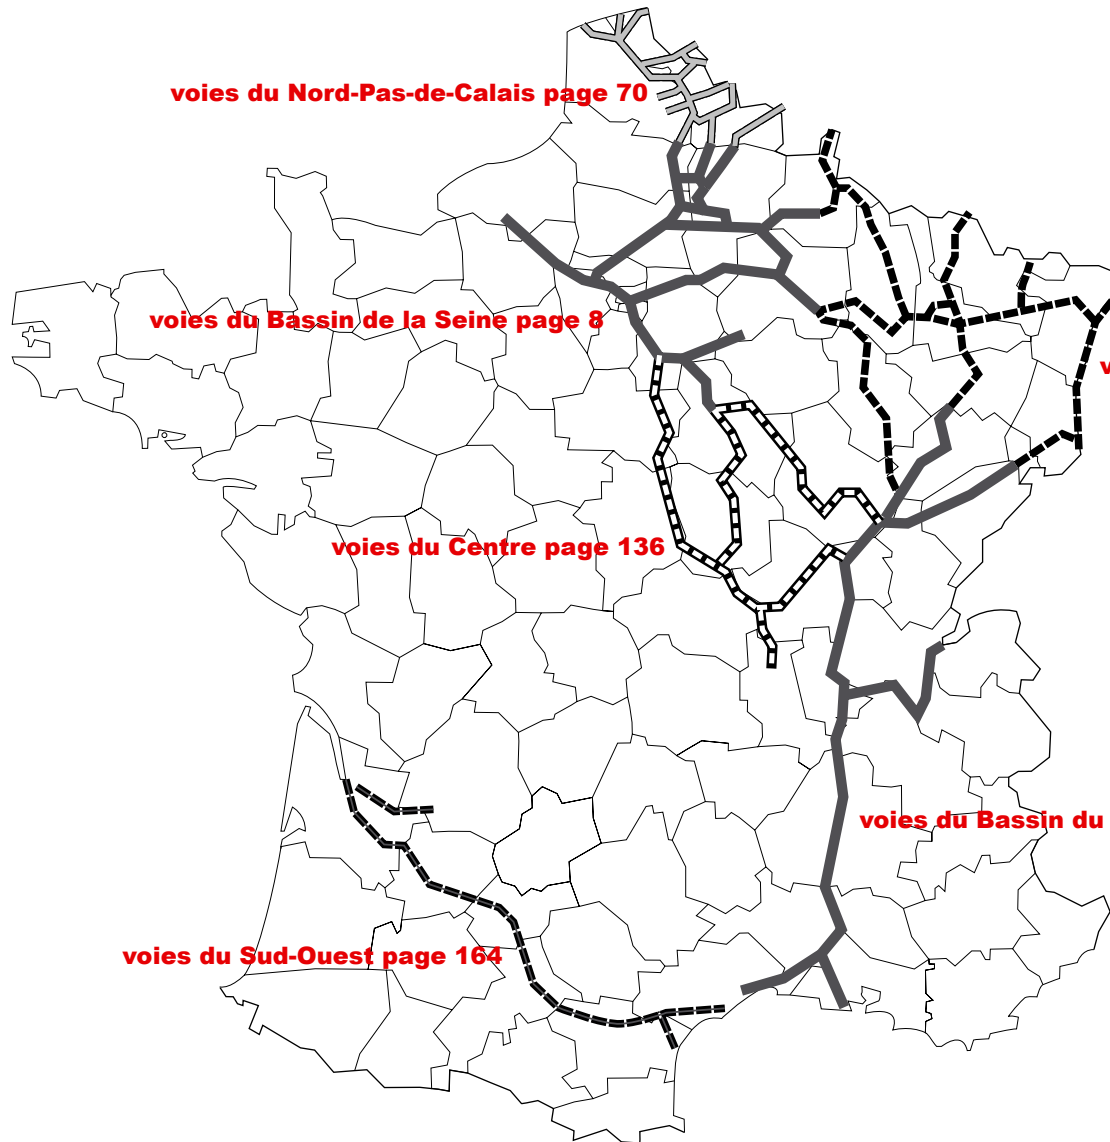 voies du Nord-Pas-de-Calais page 70
voies du Bassin de la Seine page 8
v
voies du Centre page 136
voies du Bassin du
voies du Sud-Ouest page 164